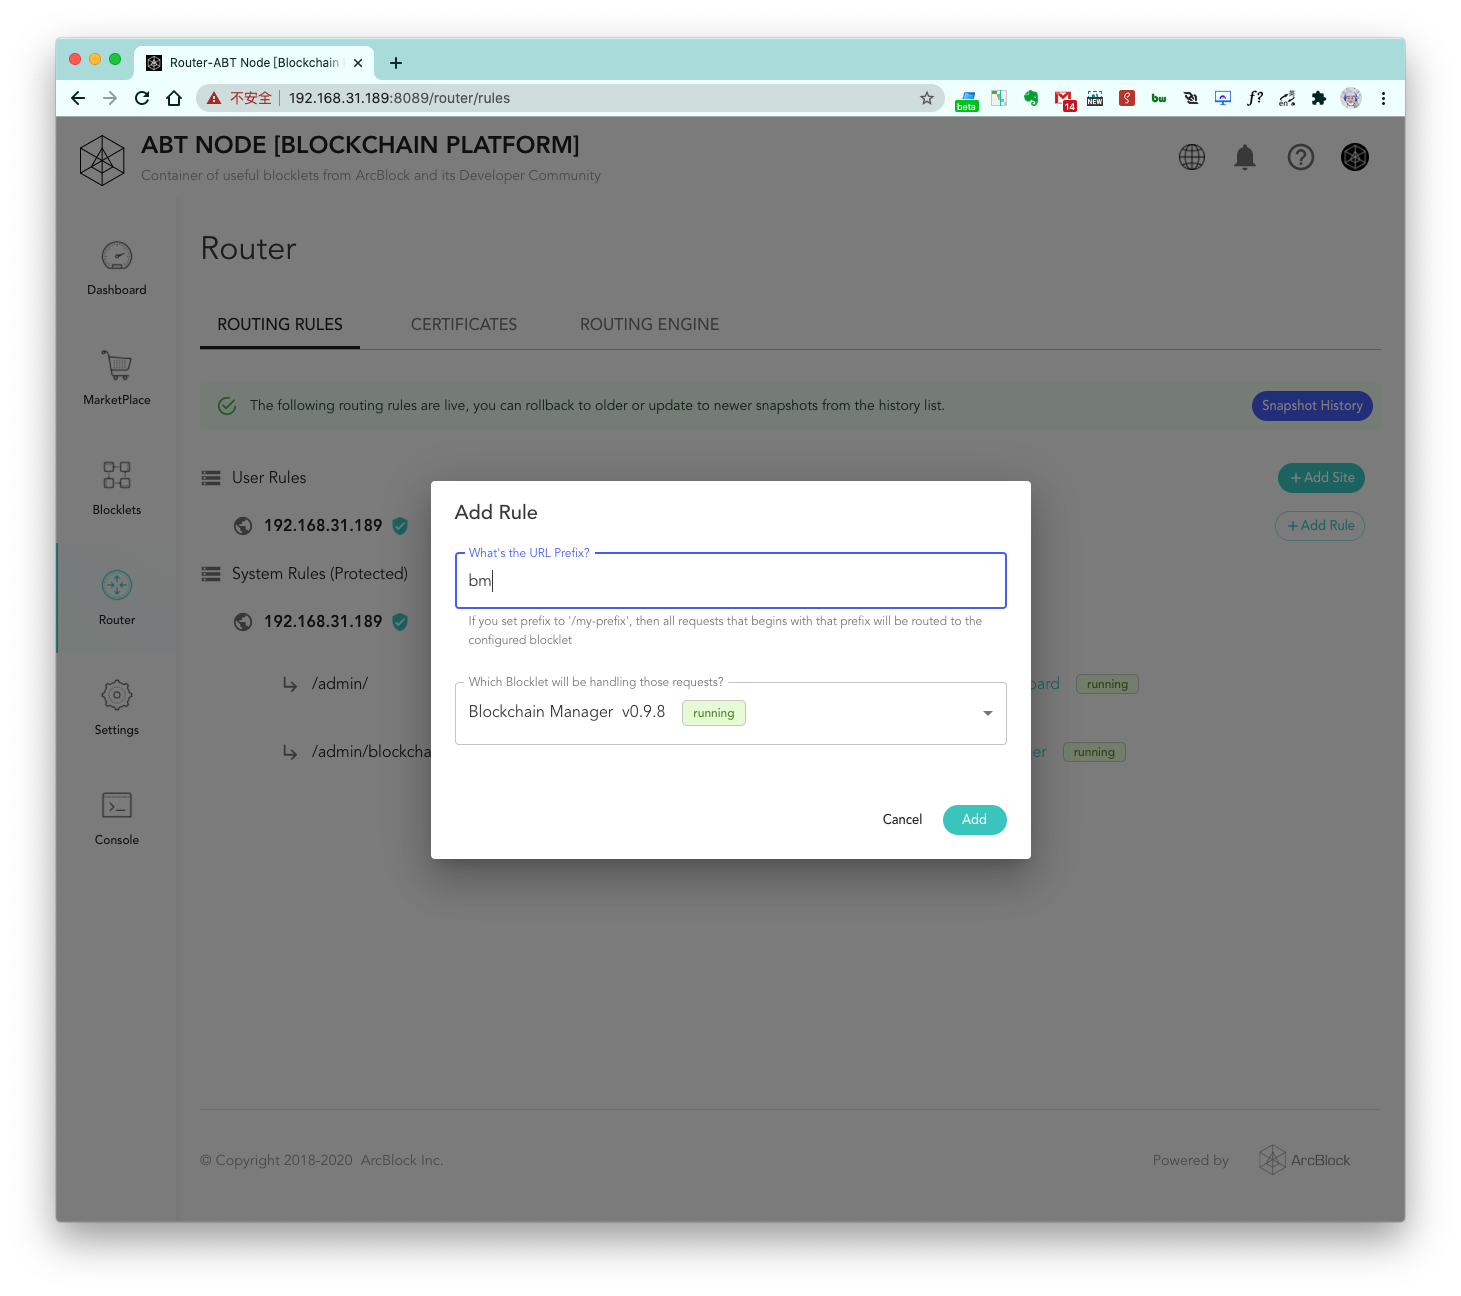 Router-ABT Node [Blockchain
不安全
192.168.31.189:8089/router/rules
beta
14
NEW
bw
f?
en
ABT NODE [BLOCKCHAIN PLATFORM]
Container of useful blocklets from ArcBlock and its Developer Community
Router
Dashboard
ROUTING RULES
CERTIFICATES
ROUTING ENGINE
MarketPlace
The following routing rules are live, you can rollback to older or update to newer snapshots from the history list.
Snapshot History
User Rules
+ Add Site
Blocklets
192.168.31.189
+ Add Rule
System Rules (Protected)
Router
192.168.31.189
/admin/
oard
running
Settings
/admin/blockcha
er
running
Console
Add Rule
What's the URL Prefix?
bm
If you set prefix to '/my-prefix', then all requests that begins with that prefix will be routed to the
configured blocklet
Which Blocklet will be handling those requests?
Blockchain Manager v0.9.8
running
Cancel
Add
© Copyright 2018-2020 ArcBlock Inc.
Powered by
ArcBlock